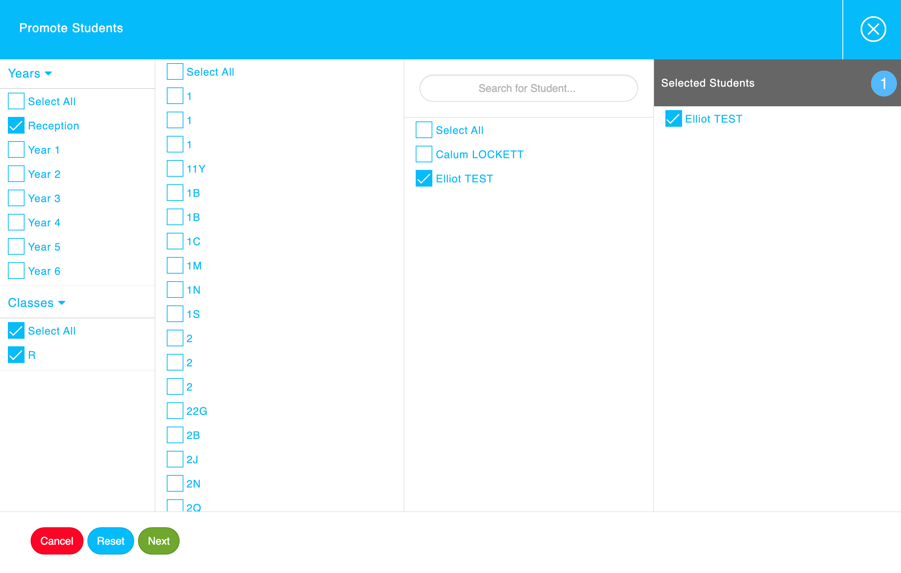 Promote Students
Years
Select All
Reception
Year 1
Year 2
Year 3
Year 4
Year 5
Year 6
Classes
Select All
R
Select All
1
1
1
11Y
1B
1B
1C
1M
1N
1S
2
2
2
22G
2B
2J
2N
2Q
Search for Student...
Select All
Calum LOCKETT
Elliot TEST
Selected Students 1
Elliot TEST
Cancel Reset Next